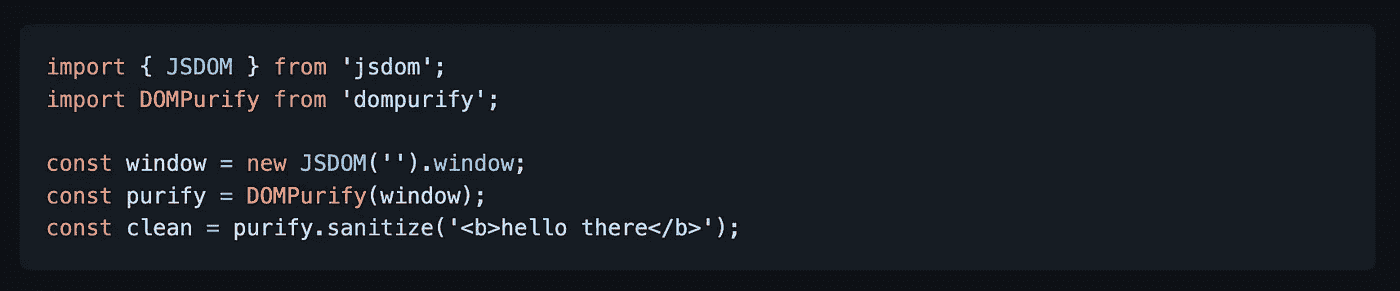 import { JSDOM } from 'jsdom';
import DOMPurify from 'dompurify';
const window = new JSDOM('').window;
const purify = DOMPurify(window);
const clean = purify.sanitize('<b>hello there</b>');